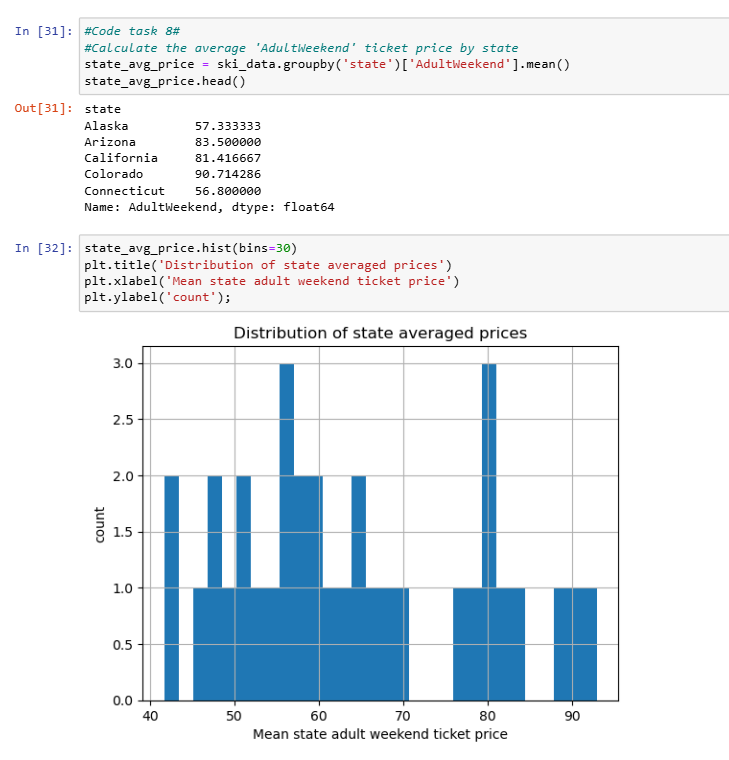 In [31]: #Code task 8#
#Calculate the average 'AdultWeekend' ticket price by state
state_avg_price = ski_data.groupby('state')['AdultWeekend'].mean()
state_avg_price.head()
Out[31]: state
Alaska 57.333333
Arizona 83.500000
California 81.416667
Colorado 90.714286
Connecticut 56.800000
Name: AdultWeekend, dtype: float64
In [32]: state_avg_price.hist(bins=30)
plt.title('Distribution of state averaged prices')
plt.xlabel('Mean state adult weekend ticket price')
plt.ylabel('count');
Distribution of state averaged prices
3.0
2.5
2.0
1.5
1.0
0.5
0.0
count
40 50 60 70 80 90
Mean state adult weekend ticket price